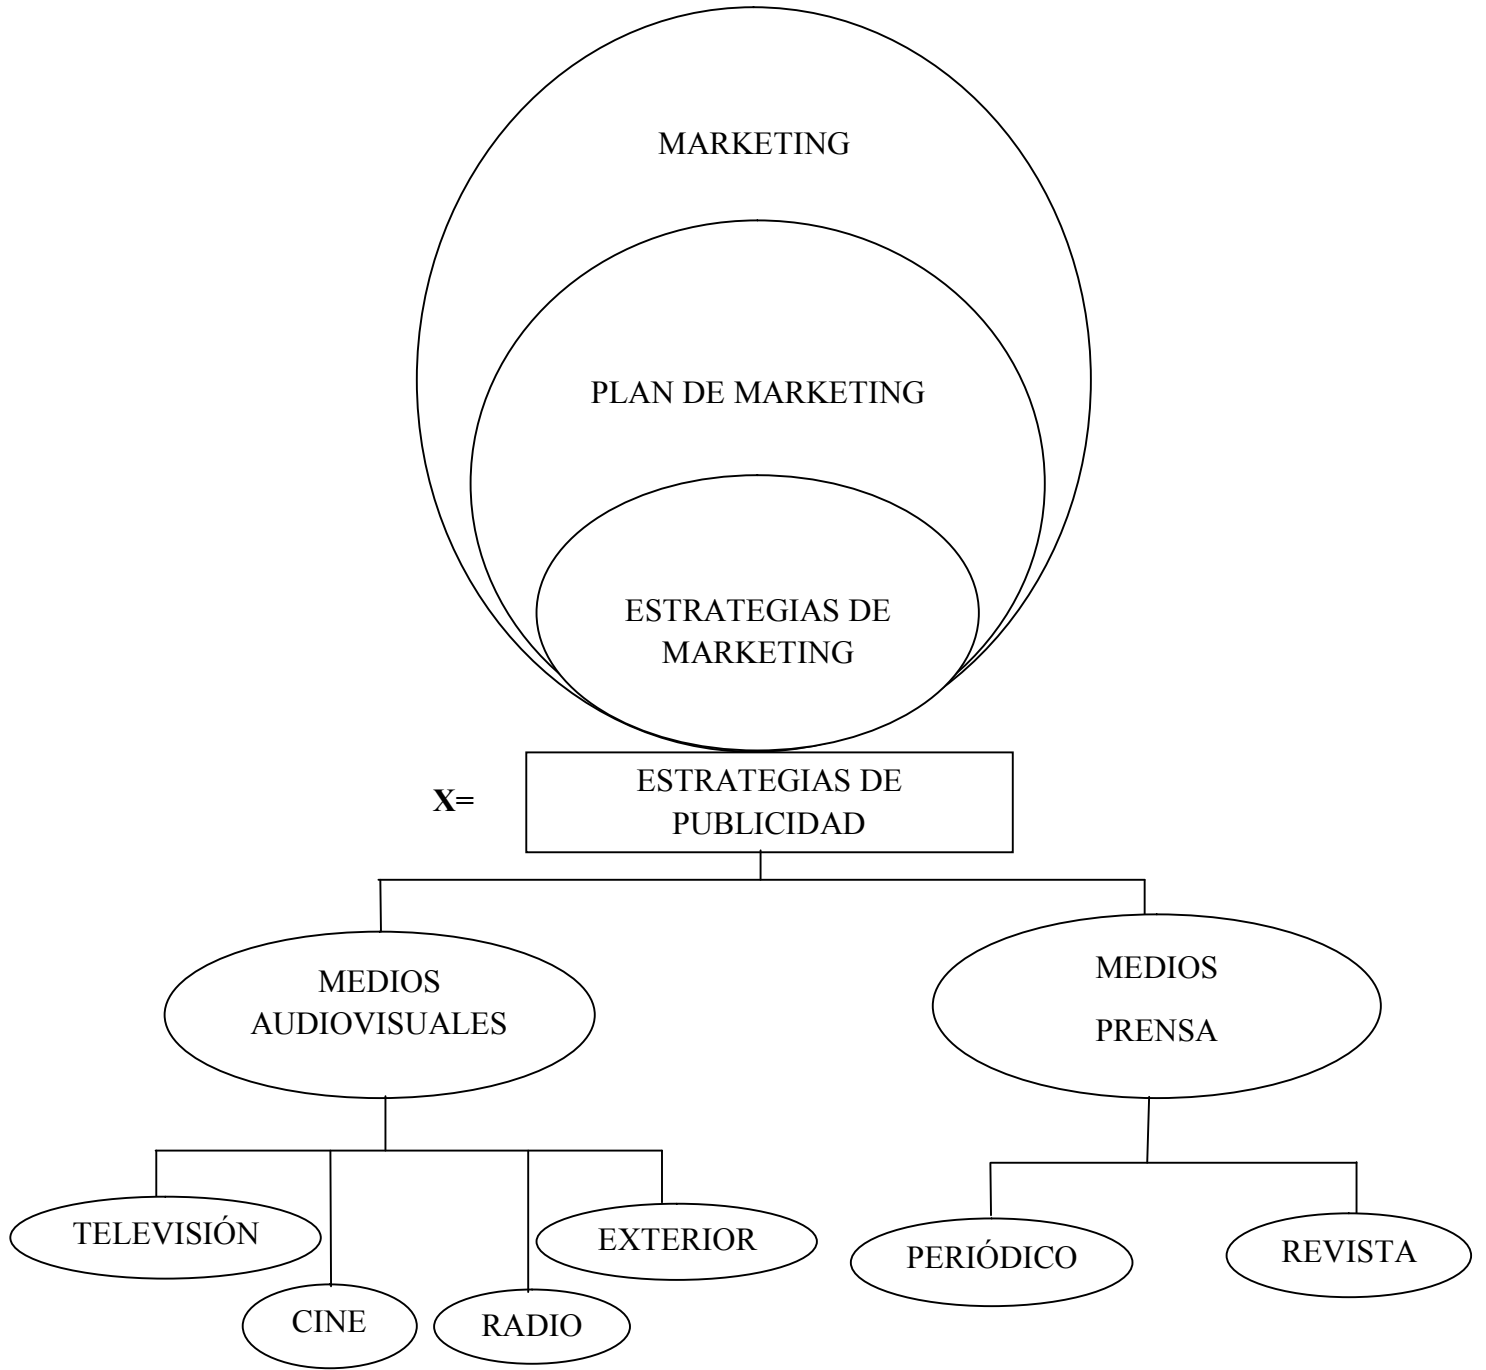 MARKETING
PLAN DE MARKETING
ESTRATEGIAS DE
MARKETING
X=
ESTRATEGIAS DE
PUBLICIDAD
MEDIOS
AUDIOVISUALES
MEDIOS
PRENSA
TELEVISIÓN
CINE
RADIO
EXTERIOR
PERIÓDICO
REVISTA